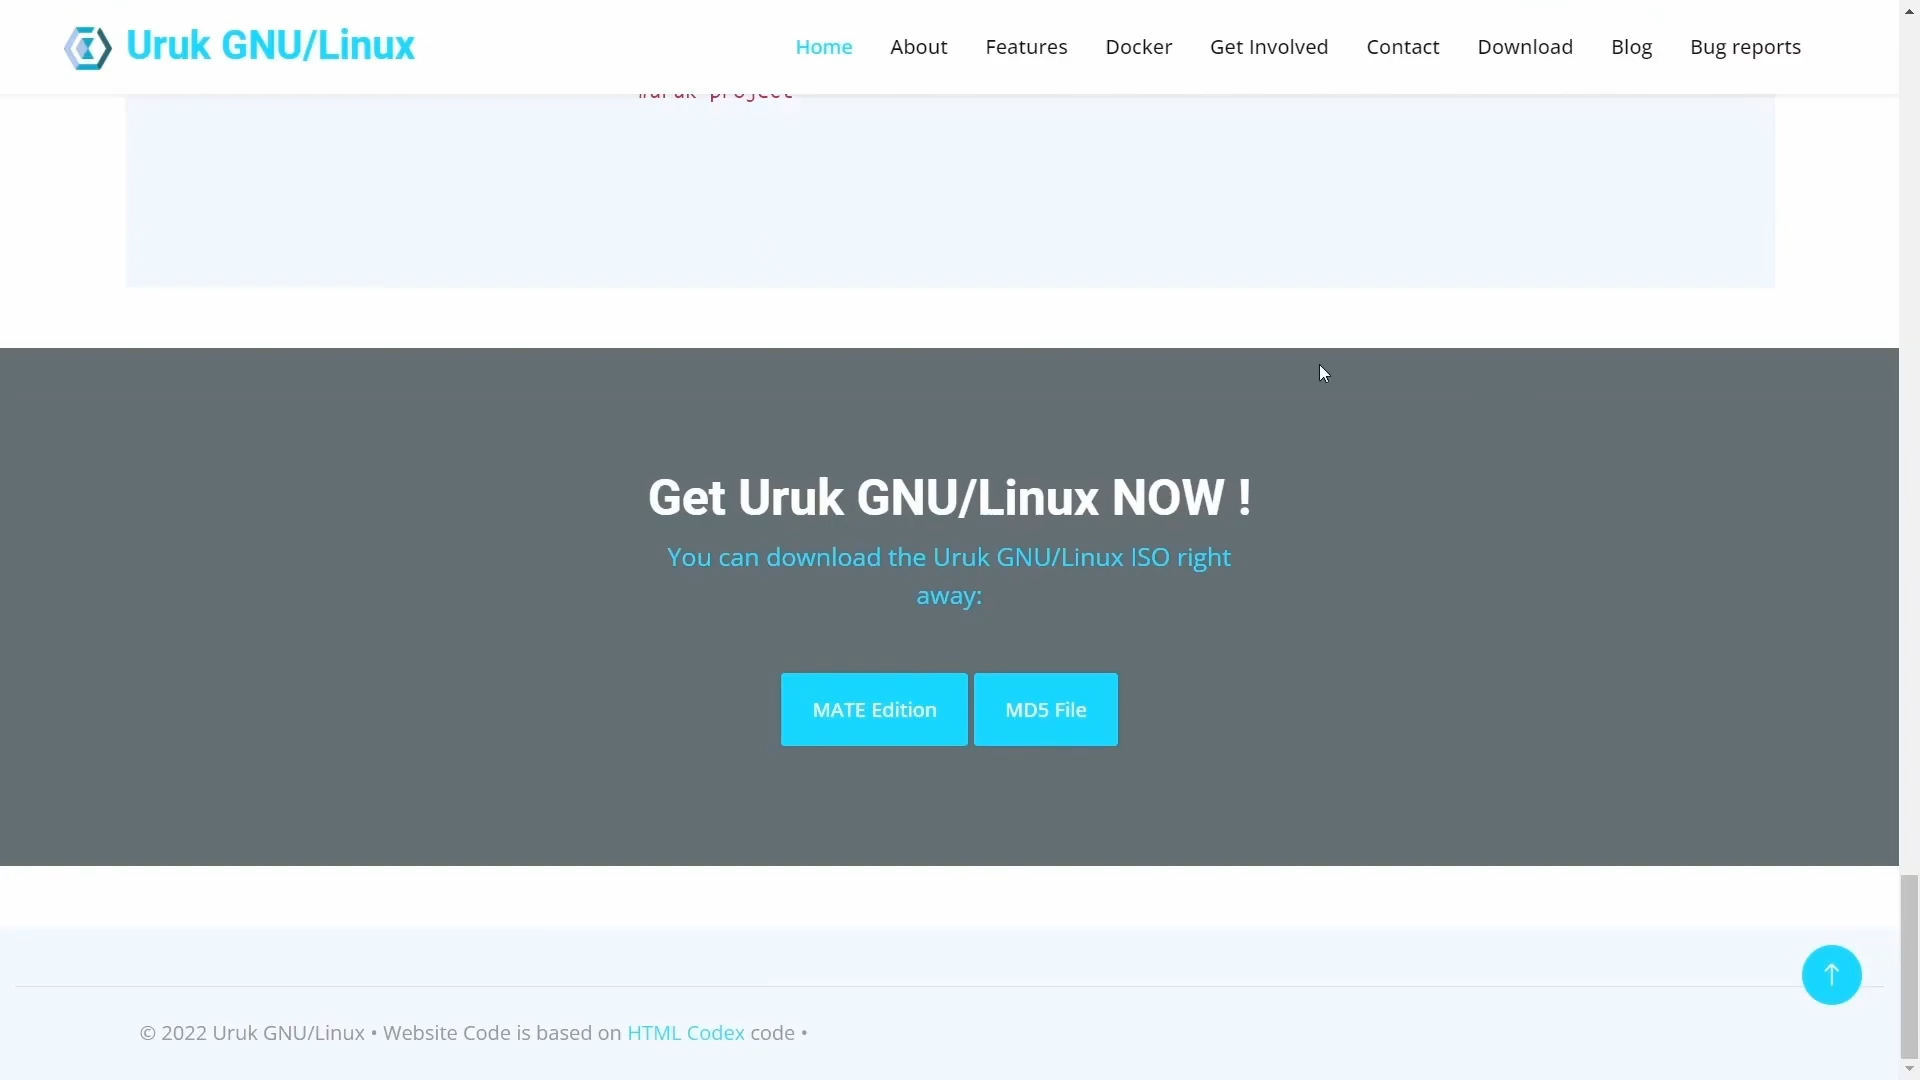 Uruk GNU/Linux
Home About Features Docker Get Involved Contact Download Blog Bug reports
#uruk-project
Get Uruk GNU/Linux NOW !
You can download the Uruk GNU/Linux ISO right
away:
MATE Edition MD5 File
© 2022 Uruk GNU/Linux • Website Code is based on HTML Codex code •